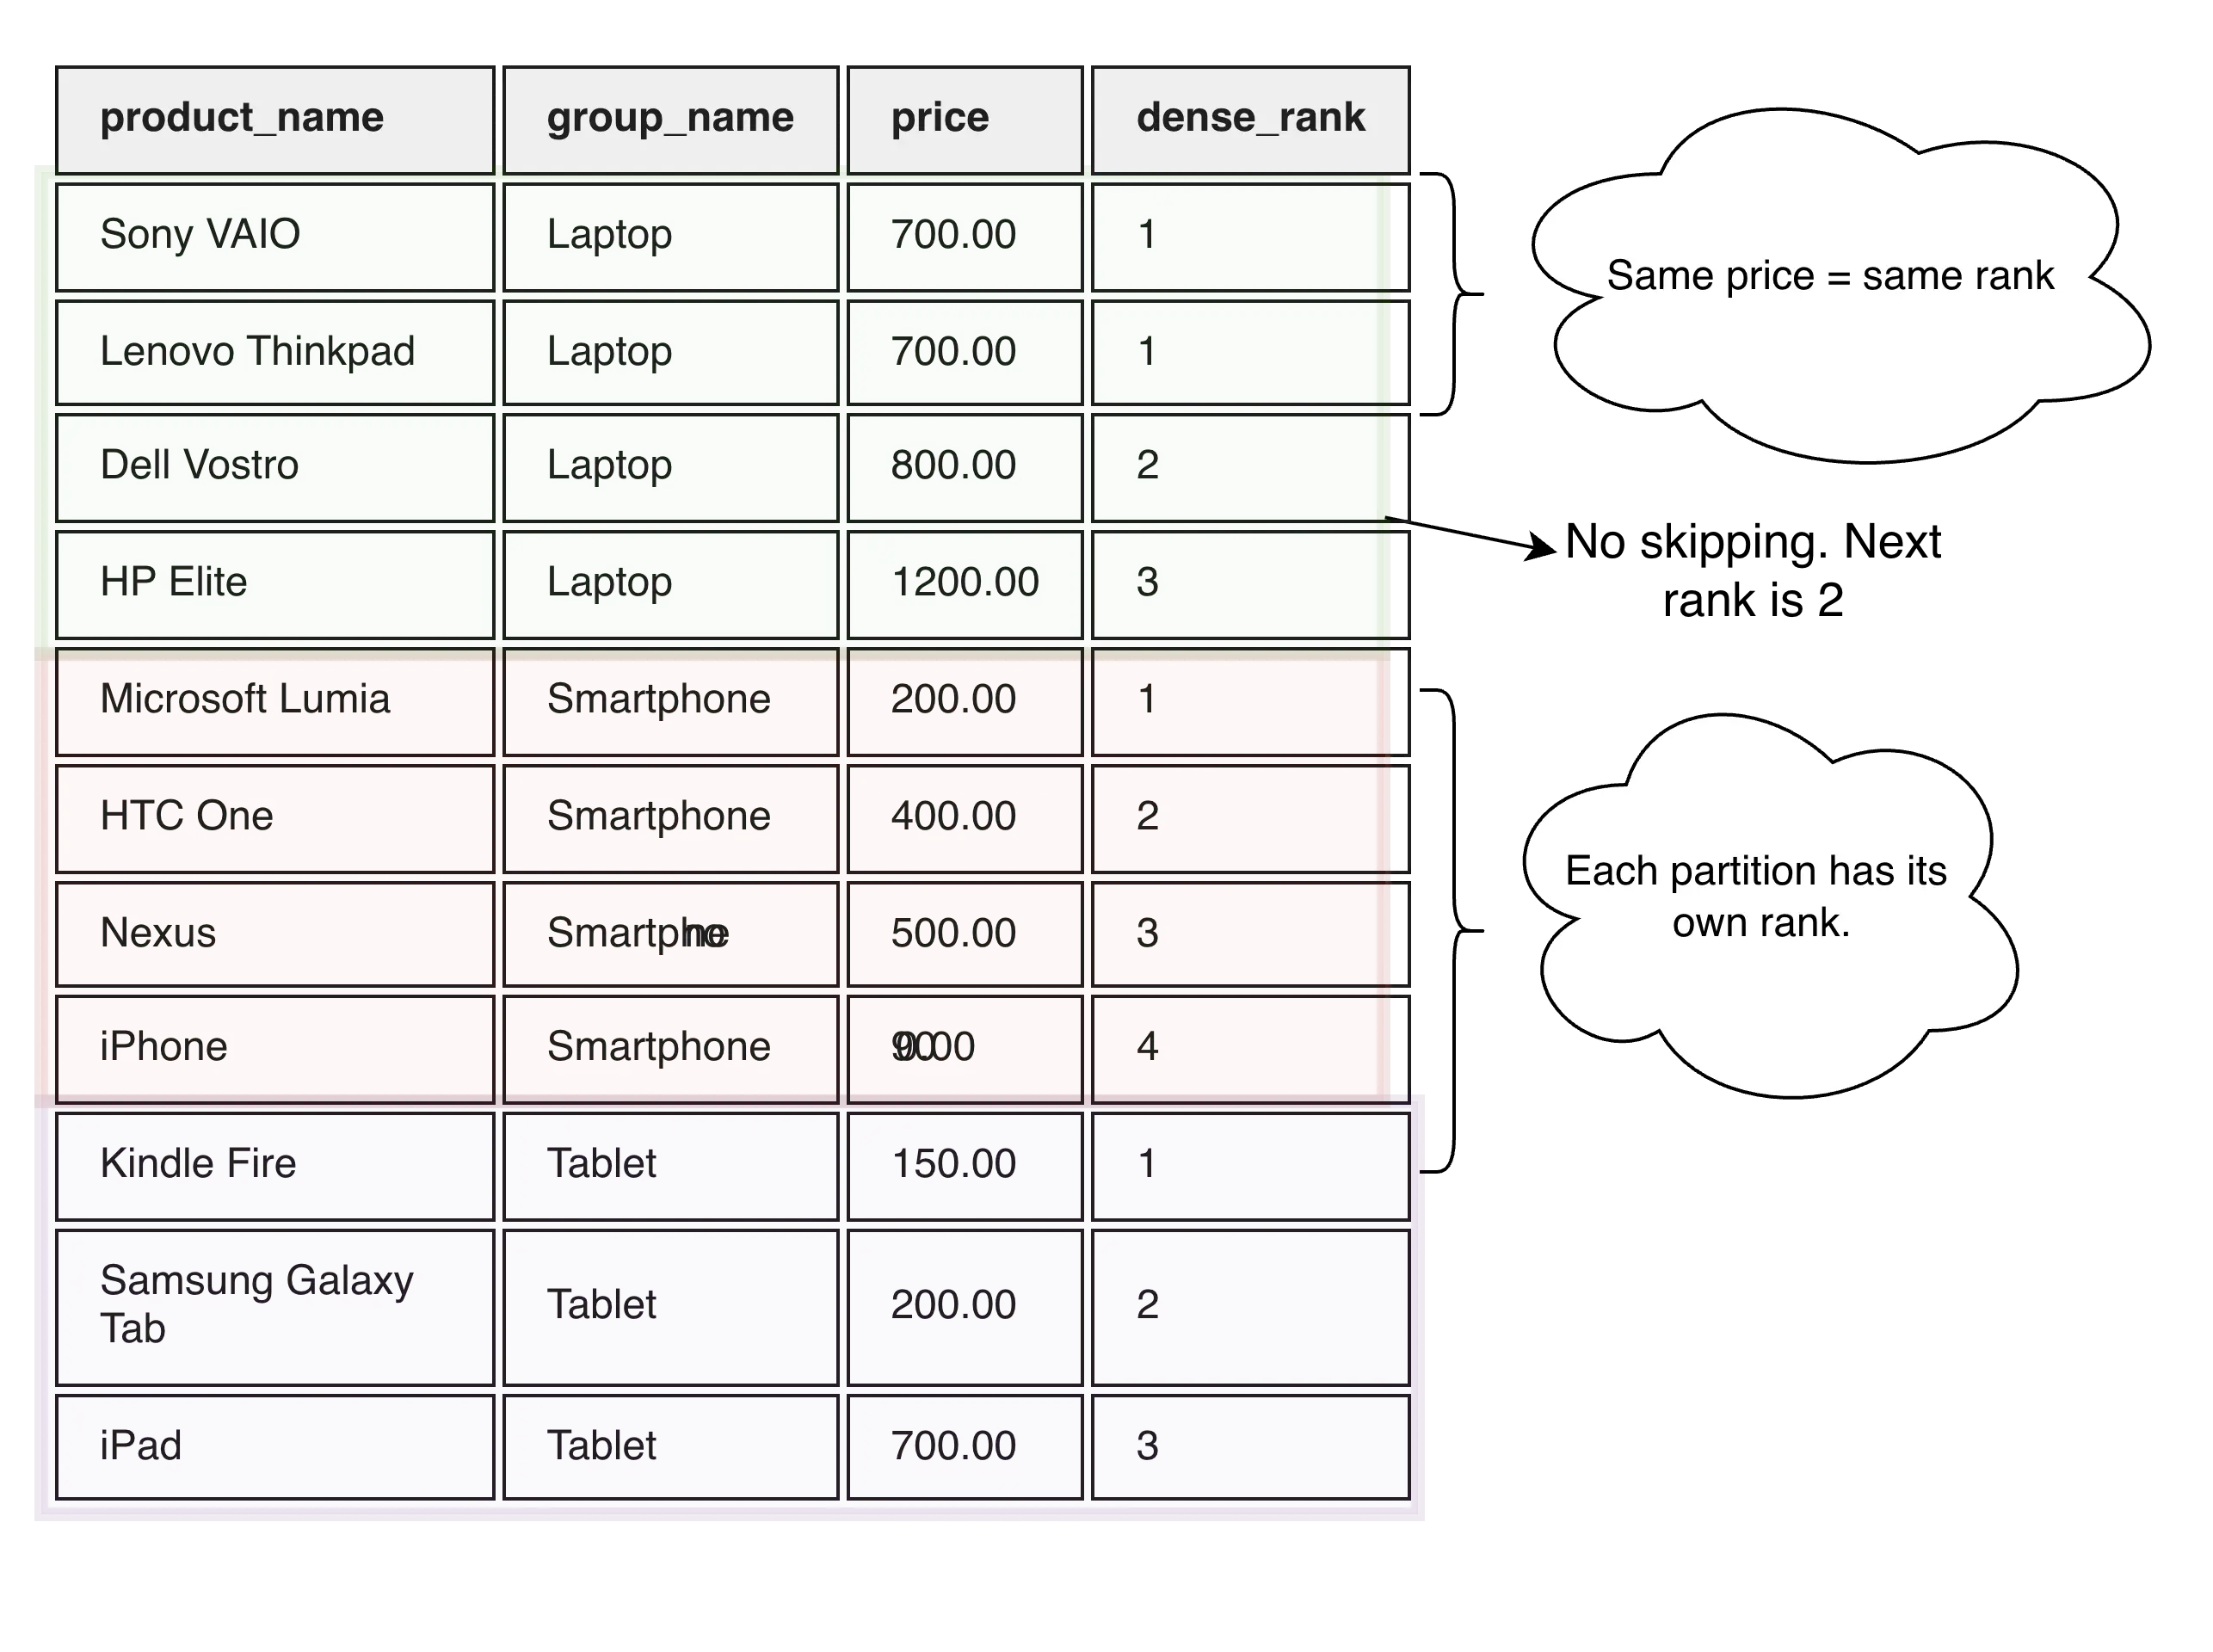 product_name group_name price dense_rank
Sony VAIO Laptop 700.00 1
Same price = same rank
Lenovo Thinkpad Laptop 700.00 1
Dell Vostro Laptop 800.00 2
No skipping. Next
rank is 2
HP Elite Laptop 1200.00 3
Microsoft Lumia Smartphone 200.00 1
HTC One Smartphone 400.00 2
Each partition has its
own rank.
Nexus 500.00 3
iPhone Smartphone 4
Kindle Fire Tablet 150.00 1
Samsung Galaxy
Tab
Tablet 200.00 2
iPad Tablet 700.00 3